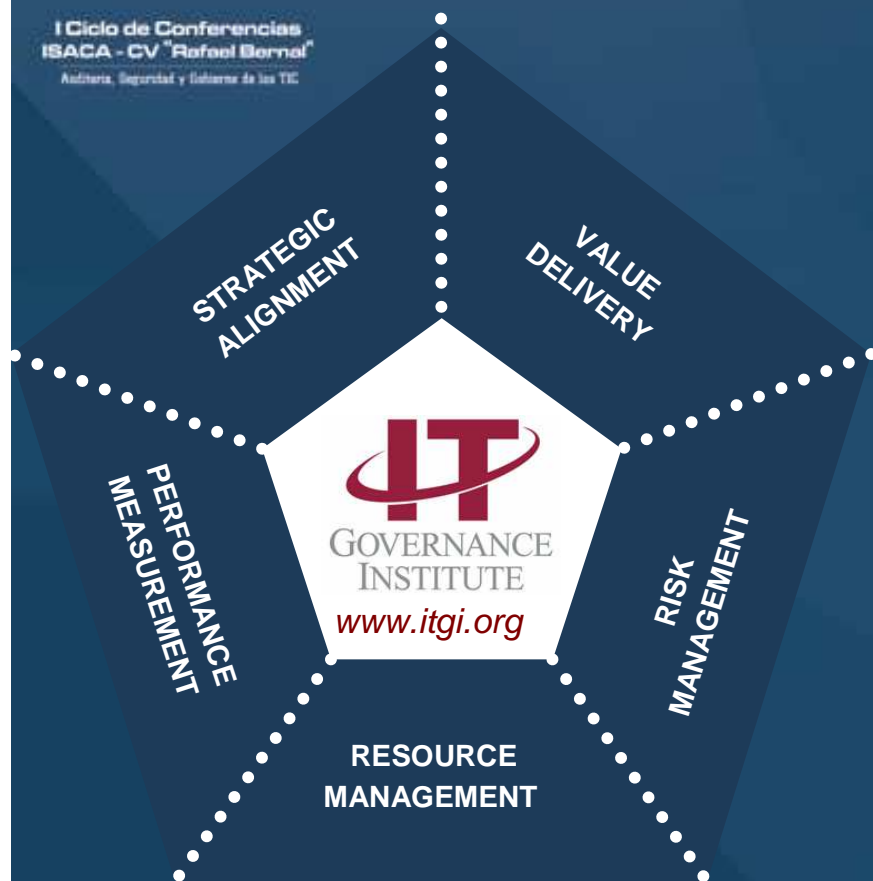 I Ciclo de Conferencias
ISACA - CV "Rafael Bernal"
Auditoria, Seguridad y Gobierno de las TIC
STRATEGIC
ALIGNMENT
VALUE
DELIVERY
IT
GOVERNANCE
INSTITUTE
www.itgi.org
PERFORMANCE
MEASUREMENT
RISK
MANAGEMENT
RESOURCE
MANAGEMENT